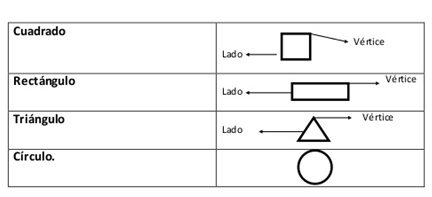 Cuadrado
Vértice
Lado
Rectángulo
Vértice
Lado
Triángulo
Vértice
Lado
Círculo.